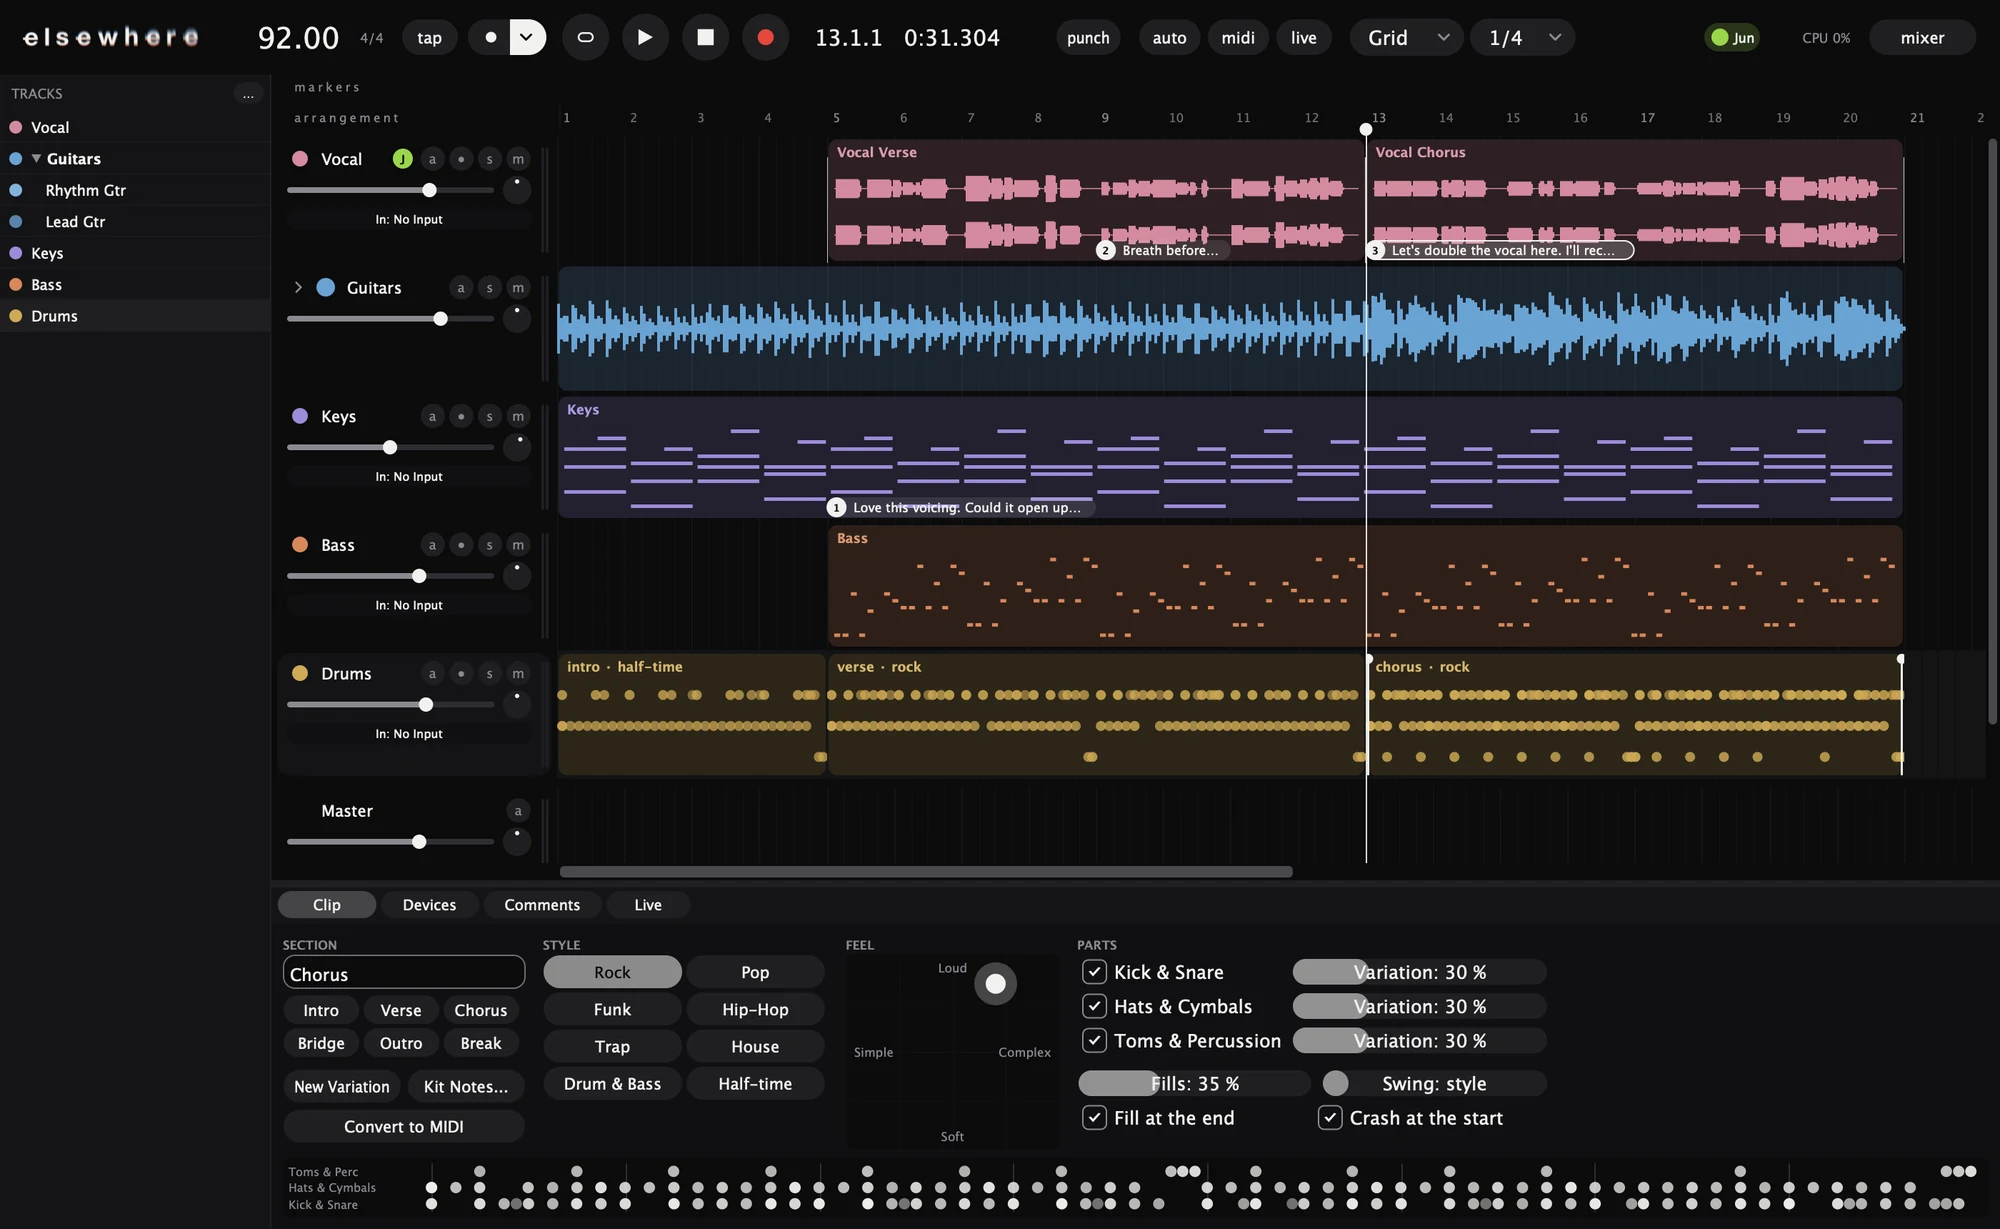 elsewhere 92.00 4/4 tap 13.1.1 0:31.304 punch auto midi live Grid 1/4 Jun CPU 0% mixer
TRACKS ...
Vocal
Guitars
Rhythm Gtr
Lead Gtr
Keys
Bass
Drums
markers
arrangement 1 2 3 4 5 6 7 8 9 10 11 12 13 14 15 16 17 18 19 20 21 2
Vocal J a s m
In: No Input
Vocal Verse Vocal Chorus
2 Breath before... 3 Let's double the vocal here. I'll rec...
Guitars a s m
Keys a s m
In: No Input
Keys
1 Love this voicing. Could it open up...
Bass a s m
In: No Input
Bass
Drums a s m
In: No Input
intro · half-time verse · rock chorus · rock
Master a
Clip Devices Comments Live
SECTION
Chorus
Intro Verse Chorus
Bridge Outro Break
New Variation Kit Notes...
Convert to MIDI
STYLE
Rock Pop
Funk Hip-Hop
Trap House
Drum & Bass Half-time
FEEL
Loud
Simple Complex
Soft
PARTS
Kick & Snare Variation: 30 %
Hats & Cymbals Variation: 30 %
Toms & Percussion Variation: 30 %
Fills: 35 % Swing: style
Fill at the end Crash at the start
Toms & Perc
Hats & Cymbals
Kick & Snare